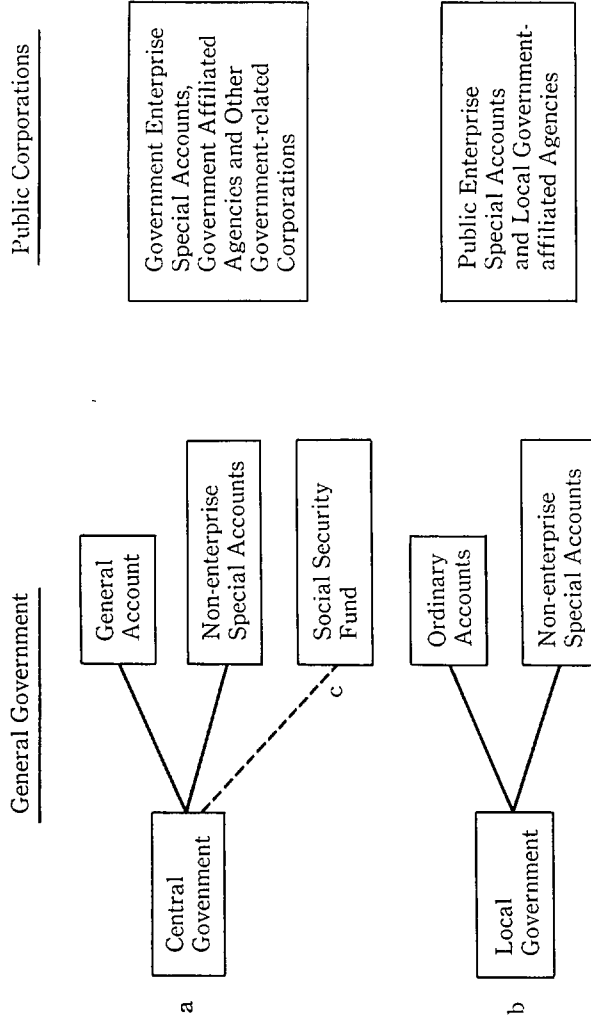 General Government
Public Corporations
a
Central
Govenment
General
Account
Non-enterprise
Special Accounts
c
Social Security
Fund
Government Enterprise
Special Accounts,
Government Affiliated
Agencies and Other
Government-related
Corporations
b
Local
Government
Ordinary
Accounts
Non-enterprise
Special Accounts
Public Enterprise
Special Accounts
and Local Government-
affiliated Agencies